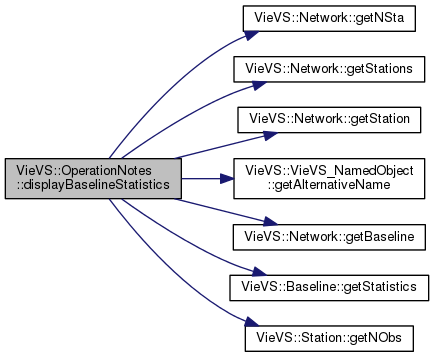 VieVS::OperationNotes
::displayBaselineStatistics
VieVS::Network::getNSta
VieVS::Network::getStations
VieVS::Network::getStation
VieVS::VieVS_NamedObject
::getAlternativeName
VieVS::Network::getBaseline
VieVS::Baseline::getStatistics
VieVS::Station::getNObs